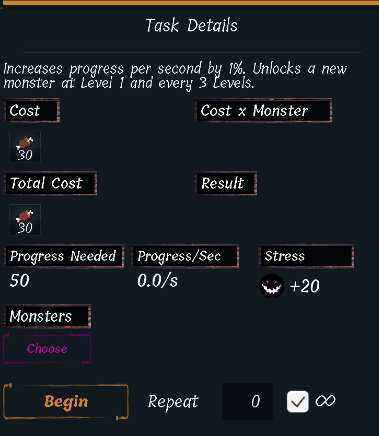 Task Details
Increases progress per second by 1%. Unlocks a new
monster at Level 1 and every 3 Levels.
Cost Cost x Monster
30
Total Cost Result
30
Progress Needed Progress/Sec Stress
50 0.0/s +20
Monsters
Choose
Begin Repeat 0 ∞